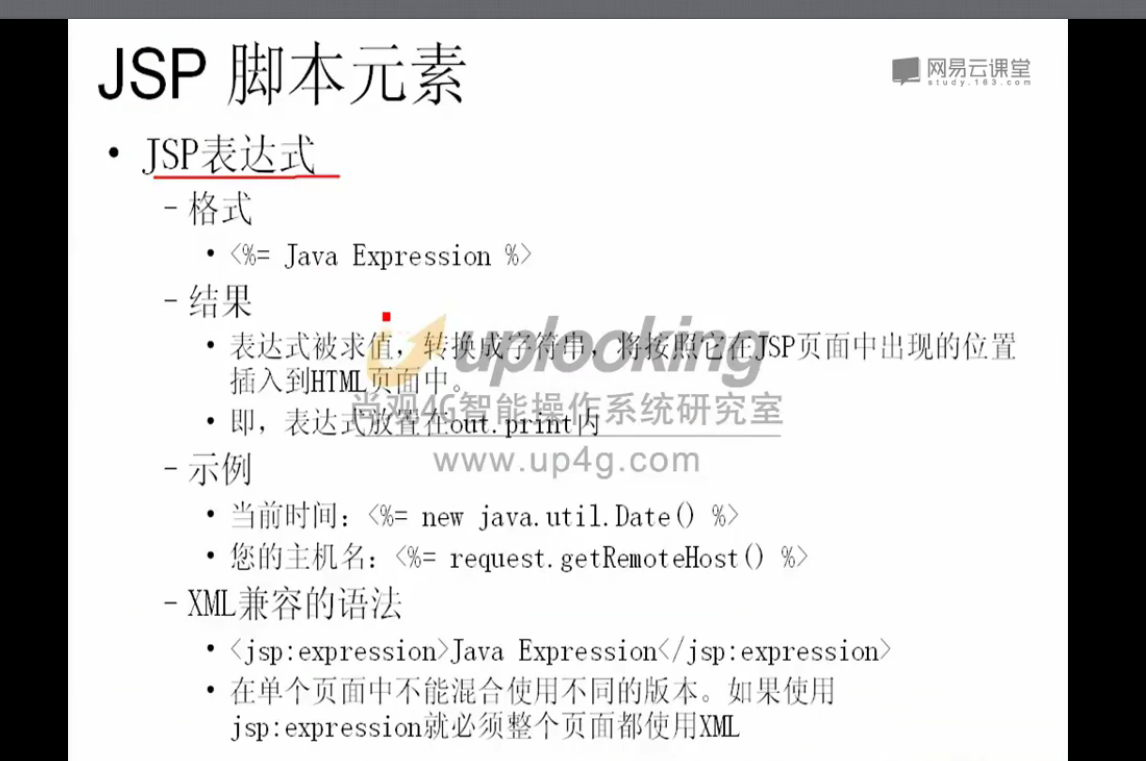 JSP 脚本元素
网易云课堂
study.163.com
• JSP表达式
– 格式
• <%= Java Expression %>
– 结果
• 表达式被求值，转换成字符串，将按照它在JSP页面中出现的位置
插入到HTML页面中。
uplooking
尚观4G智能操作系统研究室
• 即，表达式放置在out.print内
www.up4g.com
– 示例
• 当前时间：<%= new java.util.Date() %>
• 您的主机名：<%= request.getRemoteHost() %>
– XML兼容的语法
• <jsp:expression>Java Expression</jsp:expression>
• 在单个页面中不能混合使用不同的版本。如果使用
jsp:expression就必须整个页面都使用XML